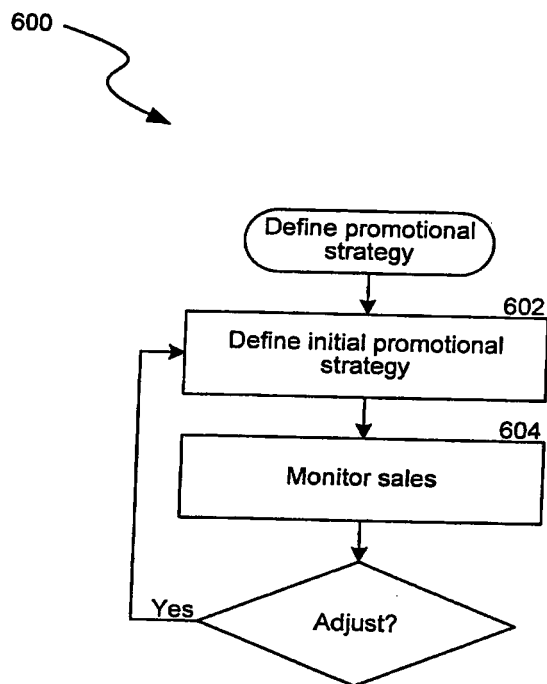 600
Define promotional
strategy
602
Define initial promotional
strategy
604
Monitor sales
Yes
Adjust?